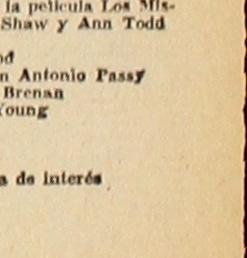 la película Los Mis-
Shaw y Ann Todd
od
n Antonio Passy
Brenan
Young
a de interés